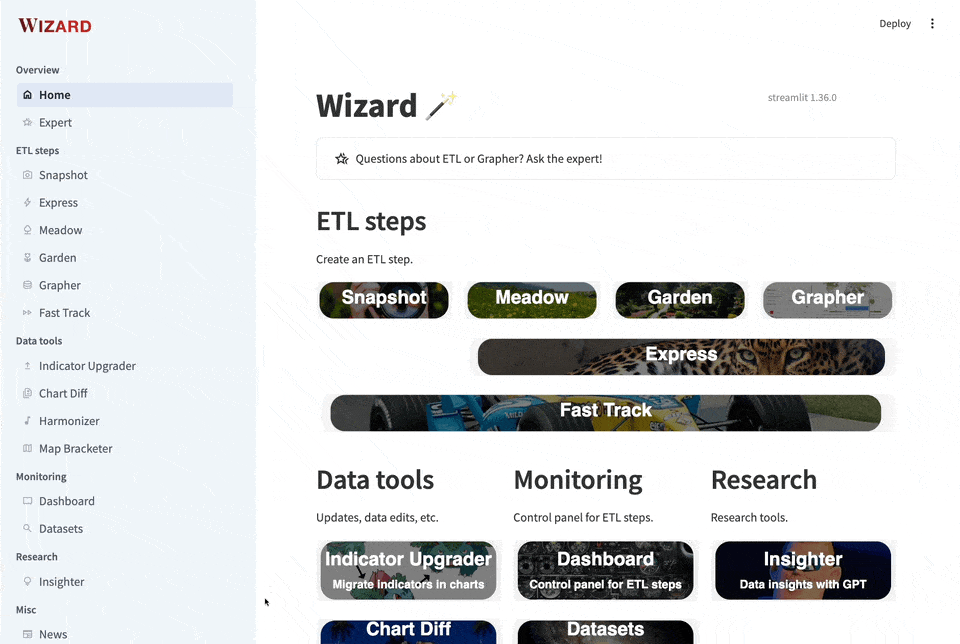 WIZARD
Overview
Home
Expert
ETL steps
Snapshot
Express
Meadow
Garden
Grapher
Fast Track
Data tools
Indicator Upgrader
Chart Diff
Harmonizer
Map Bracketer
Monitoring
Dashboard
Datasets
Research
Insighter
Misc
News
Deploy
Wizard
streamlit 1.36.0
Questions about ETL or Grapher? Ask the expert!
ETL steps
Create an ETL step.
Snapshot Meadow Garden Grapher
Express
Fast Track
Data tools
Updates, data edits, etc.
Indicator Upgrader
Migrate indicators in charts
Chart Diff
Monitoring
Control panel for ETL steps.
Dashboard
Control panel for ETL steps
Datasets
Research
Research tools.
Insighter
Data insights with GPT